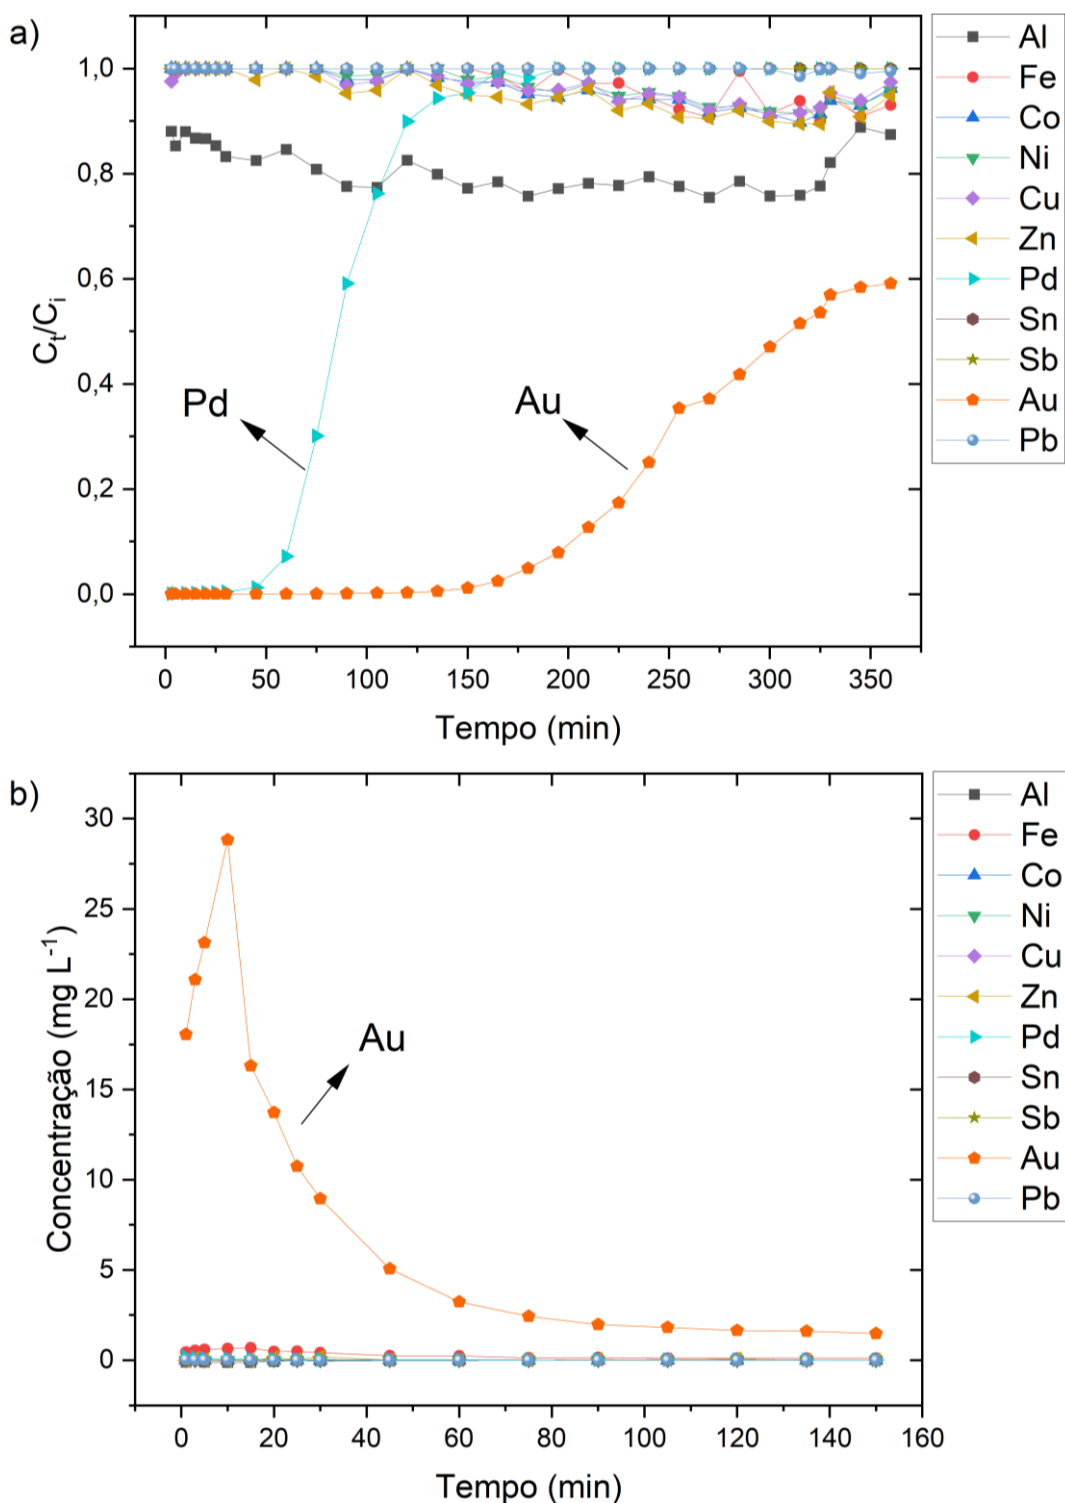 a)
1,0
0,8
0,6
0,4
0,2
0,0
Cₜ/Cᵢ
Pd
Au
0 50 100 150 200 250 300 350
Tempo (min)
Al
Fe
Co
Ni
Cu
Zn
Pd
Sn
Sb
Au
Pb
b)
30
25
20
15
10
5
0
Concentração (mg L⁻¹)
Au
0 20 40 60 80 100 120 140 160
Tempo (min)
Al
Fe
Co
Ni
Cu
Zn
Pd
Sn
Sb
Au
Pb